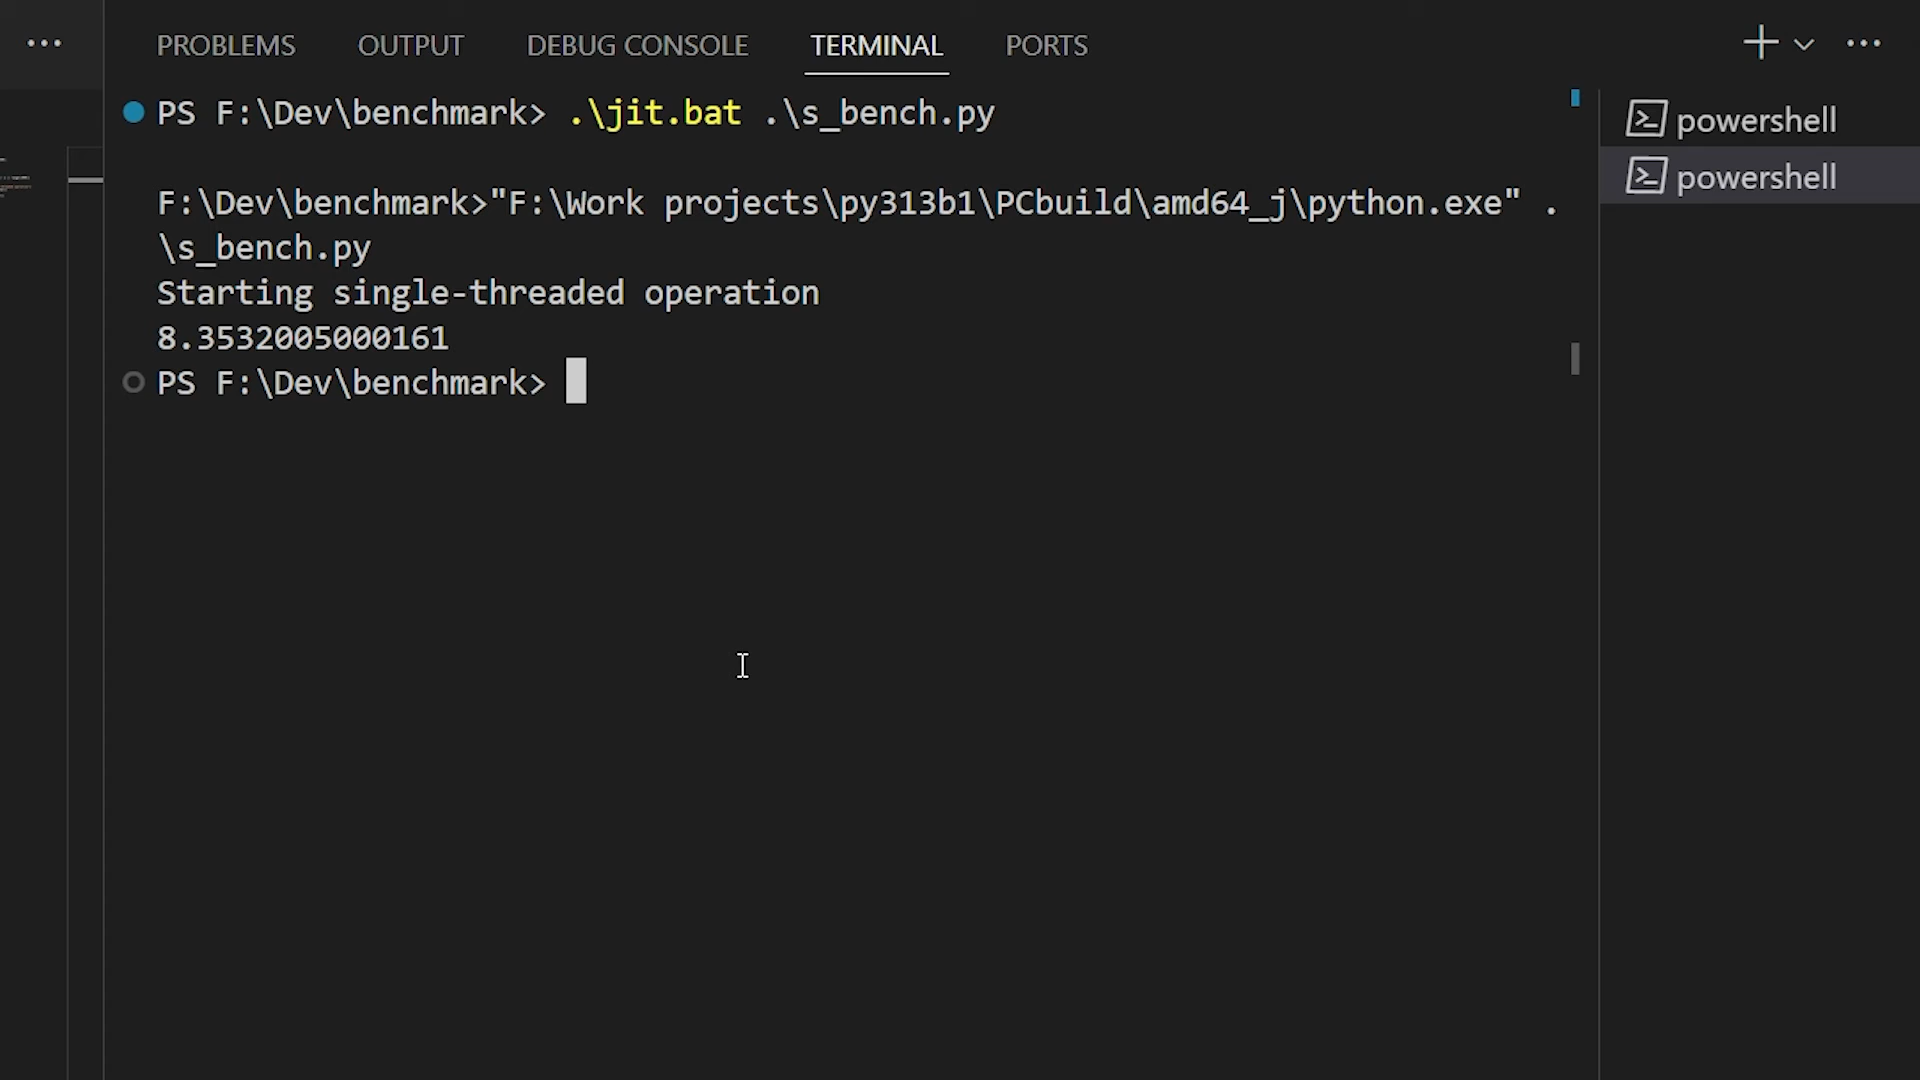 PROBLEMS OUTPUT DEBUG CONSOLE TERMINAL PORTS
PS F:\Dev\benchmark> .\jit.bat .\s_bench.py
F:\Dev\benchmark>"F:\Work projects\py313b1\PCbuild\amd64_j\python.exe" .
\s_bench.py
Starting single-threaded operation
8.3532005000161
PS F:\Dev\benchmark>
powershell
powershell